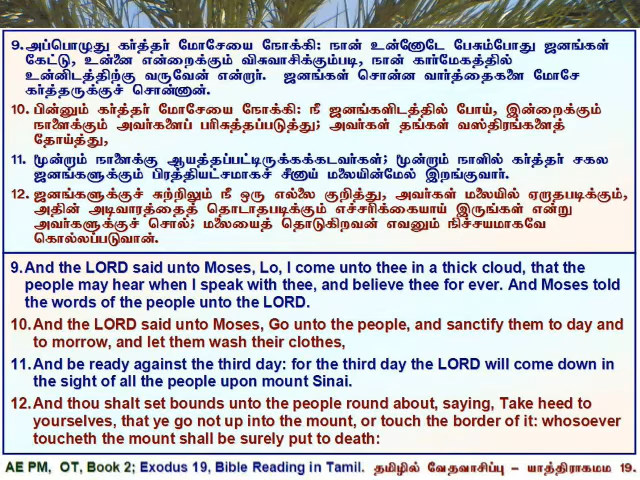 9. அப்பொழுது கர்த்தர் மோசேயை நோக்கி: நான் உன்னோடே பேசும்போது ஜனங்கள்
கேட்டு, உன்னை என்றைக்கும் விசுவாசிக்கும்படி, நான் கார்மேகத்தில்
உன்னிடத்திற்கு வருவேன் என்றார். ஜனங்கள் சொன்ன வார்த்தைகளை மோசே
கர்த்தருக்குச் சொன்னான்.
10. பின்னும் கர்த்தர் மோசேயை நோக்கி: நீ ஜனங்களிடத்தில் போய், இன்றைக்கும்
நாளைக்கும் அவர்களைப் பரிசுத்தப்படுத்து; அவர்கள் தங்கள் வஸ்திரங்களைத்
தோய்த்து,
11. மூன்றாம் நாளைக்கு ஆயத்தப்பட்டிருக்கக்கடவர்கள்; மூன்றாம் நாளில் கர்த்தர் சகல
ஜனங்களுக்கும் பிரத்தியட்சமாகச் சீனாய் மலையின்மேல் இறங்குவார்.
12. ஜனங்களுக்குச் சுற்றிலும் நீ ஒரு எல்லை குறித்து, அவர்கள் மலையில் ஏறாதபடிக்கும்,
அதின் அடிவாரத்தைத் தொடாதபடிக்கும் எச்சரிக்கையாய் இருங்கள் என்று
அவர்களுக்குச் சொல்; மலையைத் தொடுகிறவன் எவனும் நிச்சயமாகவே
கொல்லப்படுவான்.
9. And the LORD said unto Moses, Lo, I come unto thee in a thick cloud, that the
people may hear when I speak with thee, and believe thee for ever. And Moses told
the words of the people unto the LORD.
10. And the LORD said unto Moses, Go unto the people, and sanctify them to day and
to morrow, and let them wash their clothes,
11. And be ready against the third day: for the third day the LORD will come down in
the sight of all the people upon mount Sinai.
12. And thou shalt set bounds unto the people round about, saying, Take heed to
yourselves, that ye go not up into the mount, or touch the border of it: whosoever
toucheth the mount shall be surely put to death:
AE PM, OT, Book 2; Exodus 19, Bible Reading in Tamil. தமிழில் வேதவாசிப்பு – யாத்திராகமம 19.